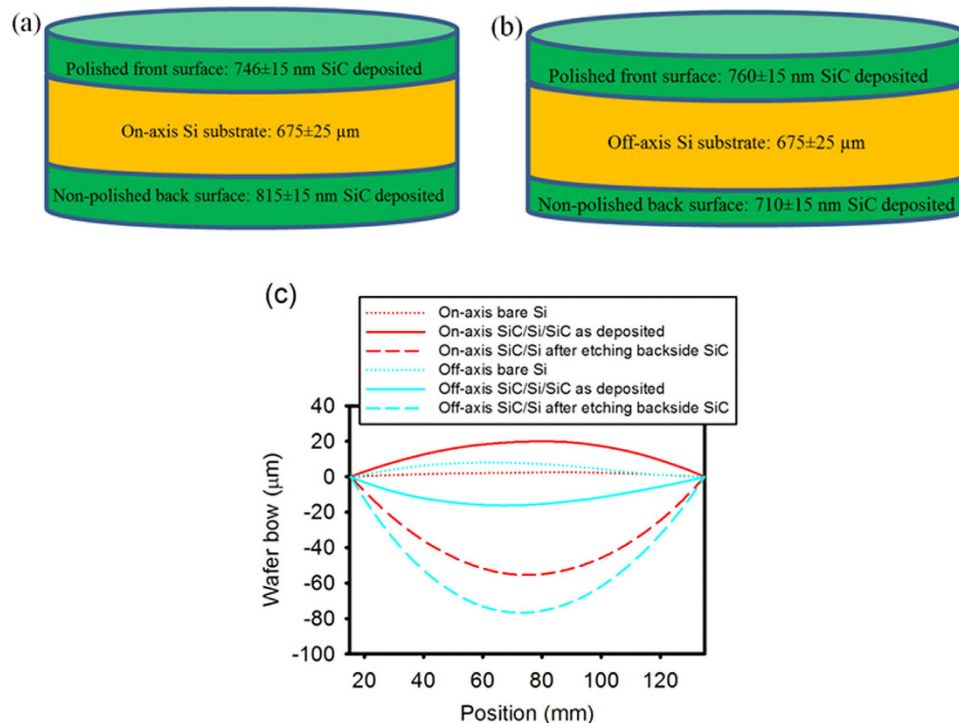 (a)
Polished front surface: 746±15 nm SiC deposited
On-axis Si substrate: 675±25 µm
Non-polished back surface: 815±15 nm SiC deposited
(b)
Polished front surface: 760±15 nm SiC deposited
Off-axis Si substrate: 675±25 µm
Non-polished back surface: 710±15 nm SiC deposited
(c)
On-axis bare Si
On-axis SiC/Si/SiC as deposited
On-axis SiC/Si after etching backside SiC
Off-axis bare Si
Off-axis SiC/Si/SiC as deposited
Off-axis SiC/Si after etching backside SiC
Wafer bow (µm)
40
20
0
-20
-40
-60
-80
-100
20 40 60 80 100 120
Position (mm)